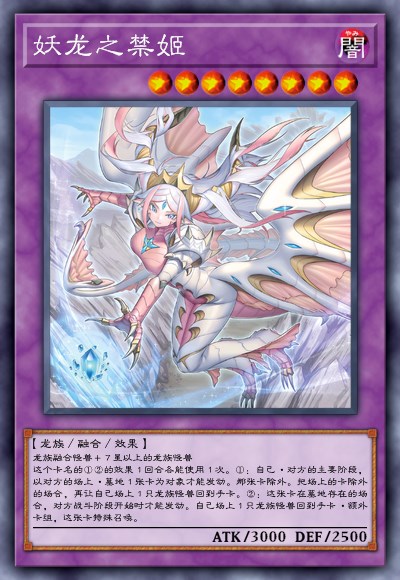 妖龙之禁姬
やみ
闇
【龙族／融合／效果】
龙族融合怪兽＋7星以上的龙族怪兽
这个卡名的①②的效果1回合各能使用1次。①：自己·对方的主要阶段，
以对方的场上·墓地1张卡为对象才能发动。那张卡除外。把场上的卡除外
的场合，再让自己场上1只龙族怪兽回到手卡。②：这张卡在墓地存在的场
合，对方战斗阶段开始时才能发动。自己场上1只龙族怪兽回到手卡·额外
卡组，这张卡特殊召唤。
ATK/3000 DEF/2500